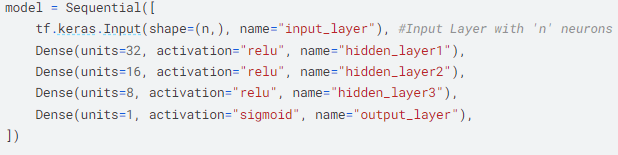 model = Sequential([
    tf.keras.Input(shape=(n,), name="input_layer"), #Input Layer with 'n' neurons
    Dense(units=32, activation="relu", name="hidden_layer1"),
    Dense(units=16, activation="relu", name="hidden_layer2"),
    Dense(units=8, activation="relu", name="hidden_layer3"),
    Dense(units=1, activation="sigmoid", name="output_layer"),
])